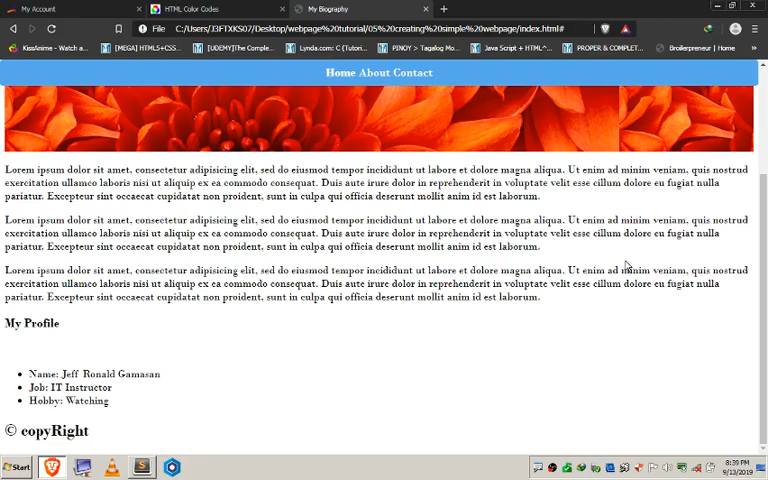 My Account
HTML Color Codes
My Biography
File C:/Users/J3FTXKS07/Desktop/webpage%20tutorial/05%20creating%20simple%20webpage/index.html#
KissAnime - Watch a...
[MEGA] HTML5+CSS...
[UDEMY]The Comple...
Lynda.com: C {Tutori...
PINOY > Tagalog Mo...
Java Script + HTML^...
PROPER & COMPLET...
Broilerpreneur | Home
Home About Contact
Lorem ipsum dolor sit amet, consectetur adipisicing elit, sed do eiusmod tempor incididunt ut labore et dolore magna aliqua. Ut enim ad minim veniam, quis nostrud
exercitation ullamco laboris nisi ut aliquip ex ea commodo consequat. Duis aute irure dolor in reprehenderit in voluptate velit esse cillum dolore eu fugiat nulla
pariatur. Excepteur sint occaecat cupidatat non proident, sunt in culpa qui officia deserunt mollit anim id est laborum.
Lorem ipsum dolor sit amet, consectetur adipisicing elit, sed do eiusmod tempor incididunt ut labore et dolore magna aliqua. Ut enim ad minim veniam, quis nostrud
exercitation ullamco laboris nisi ut aliquip ex ea commodo consequat. Duis aute irure dolor in reprehenderit in voluptate velit esse cillum dolore eu fugiat nulla
pariatur. Excepteur sint occaecat cupidatat non proident, sunt in culpa qui officia deserunt mollit anim id est laborum.
Lorem ipsum dolor sit amet, consectetur adipisicing elit, sed do eiusmod tempor incididunt ut labore et dolore magna aliqua. Ut enim ad minim veniam, quis nostrud
exercitation ullamco laboris nisi ut aliquip ex ea commodo consequat. Duis aute irure dolor in reprehenderit in voluptate velit esse cillum dolore eu fugiat nulla
pariatur. Excepteur sint occaecat cupidatat non proident, sunt in culpa qui officia deserunt mollit anim id est laborum.
My Profile
Name: Jeff Ronald Gamasan
Job: IT Instructor
Hobby: Watching
© copyRight
Start
8:39 PM
9/13/2019